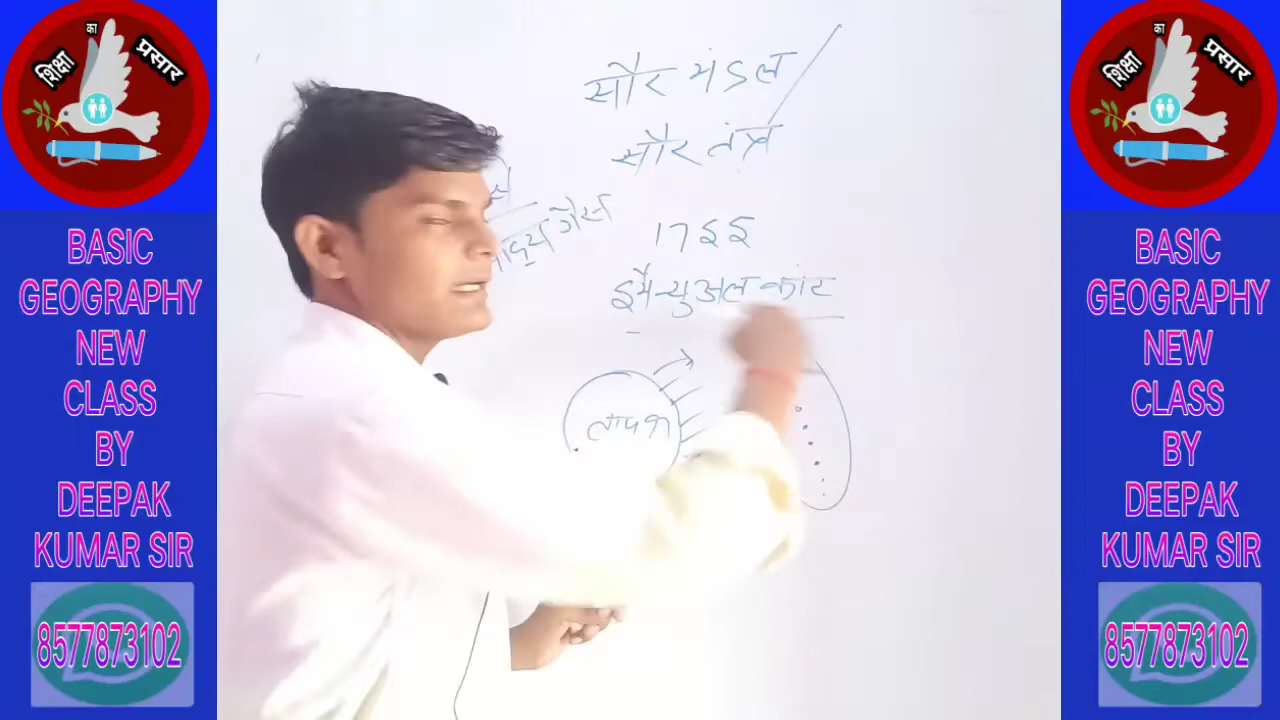 शिक्षा का प्रसार
BASIC
GEOGRAPHY
NEW
CLASS
BY
DEEPAK
KUMAR SIR
8577873102
सौर मंडल
सौर तंत्र
गैस
17इइ
इमैन्युअल कांट
शिक्षा का प्रसार
BASIC
GEOGRAPHY
NEW
CLASS
BY
DEEPAK
KUMAR SIR
8577873102